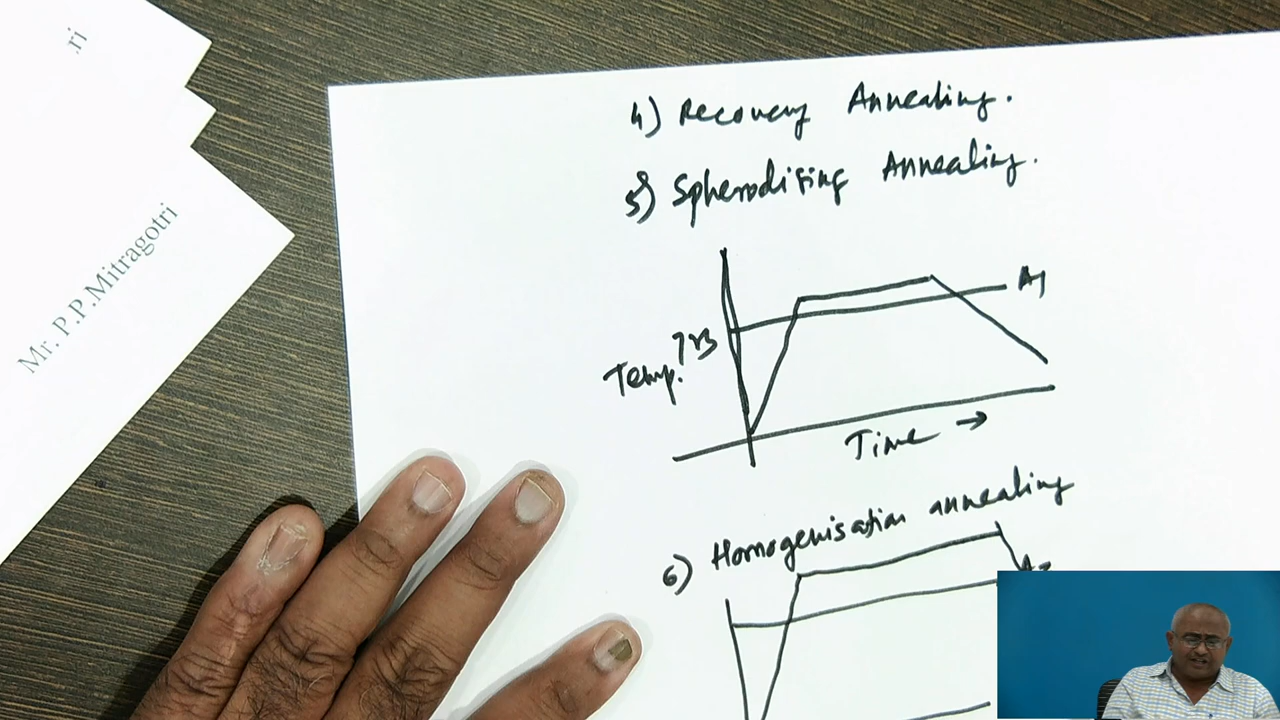 ri
Mr. P.P.Mitragotri
4) Recovery Annealing.
5) Spherodising Annealing.
A1
723
Temp.
Time →
6) Homogenisation annealing